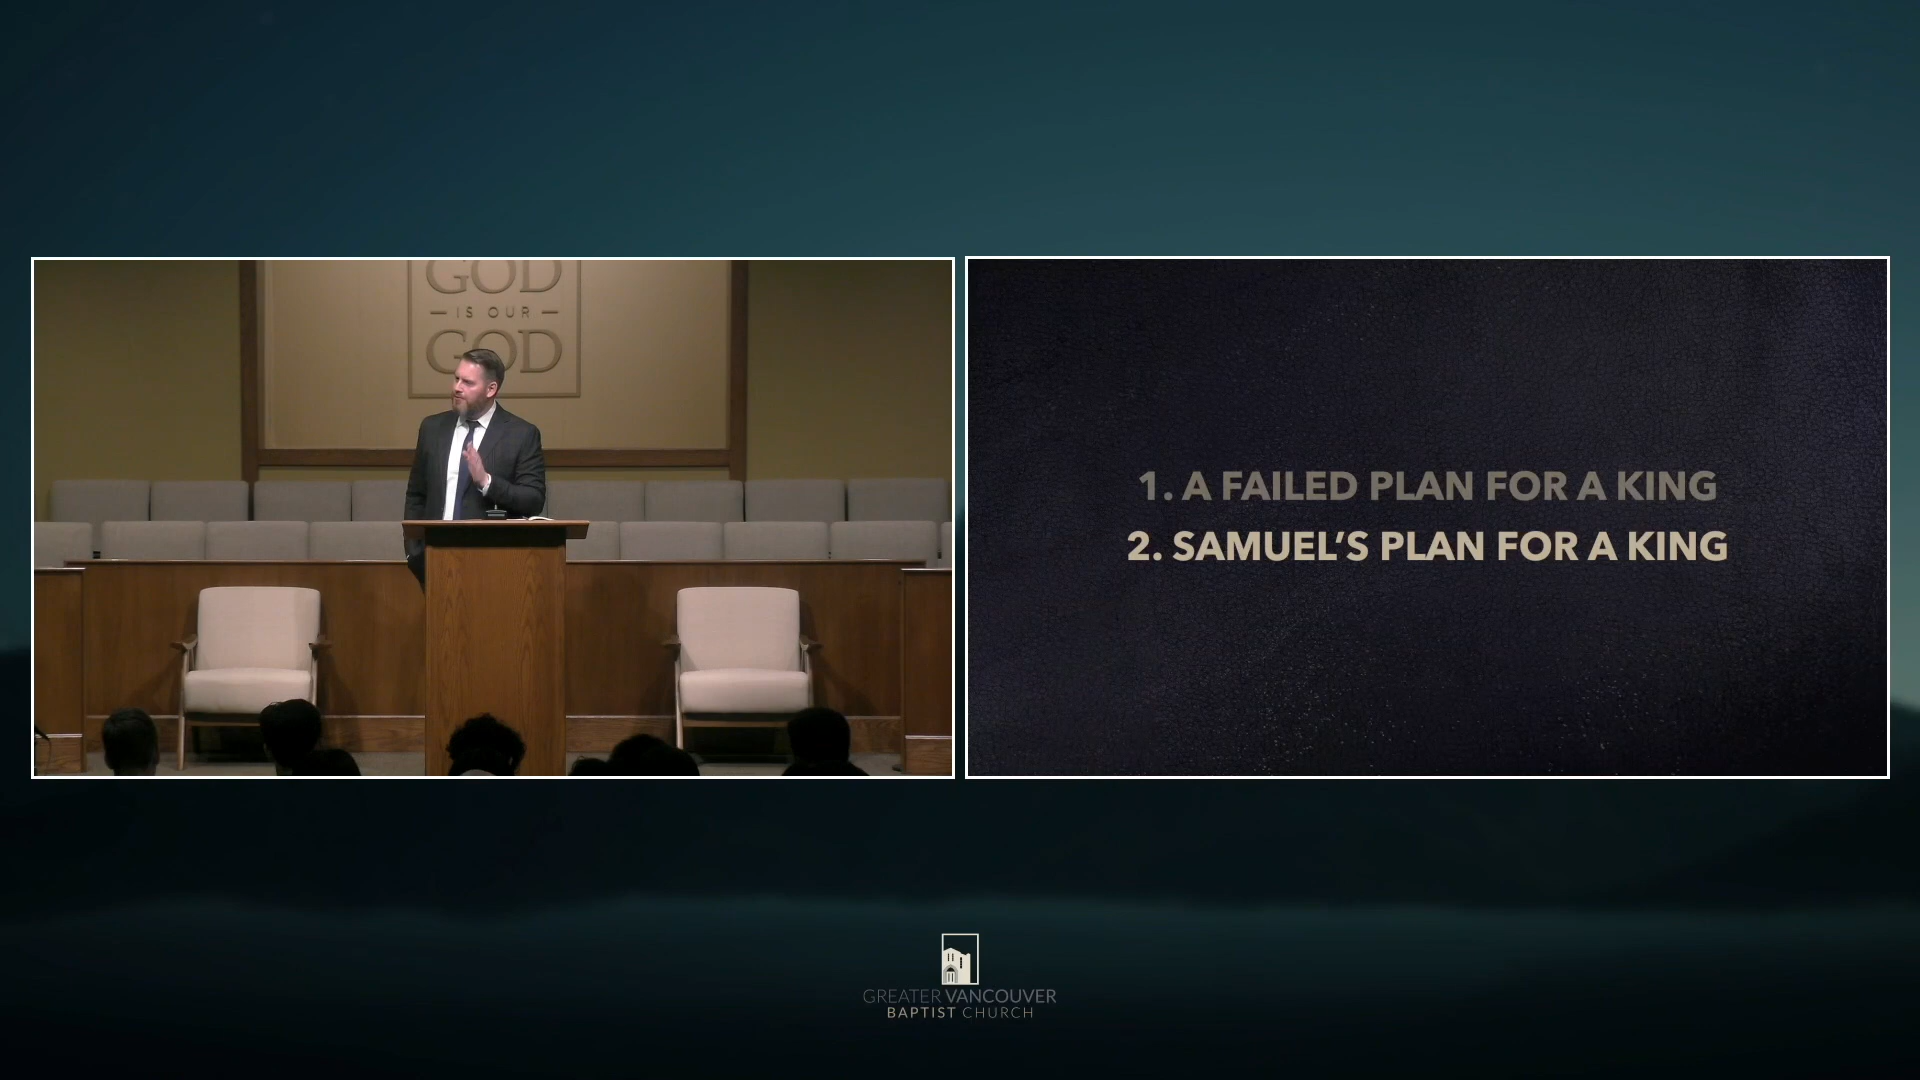 GOD
— IS OUR —
GOD
1. A FAILED PLAN FOR A KING
2. SAMUEL’S PLAN FOR A KING
GREATER VANCOUVER
BAPTIST CHURCH